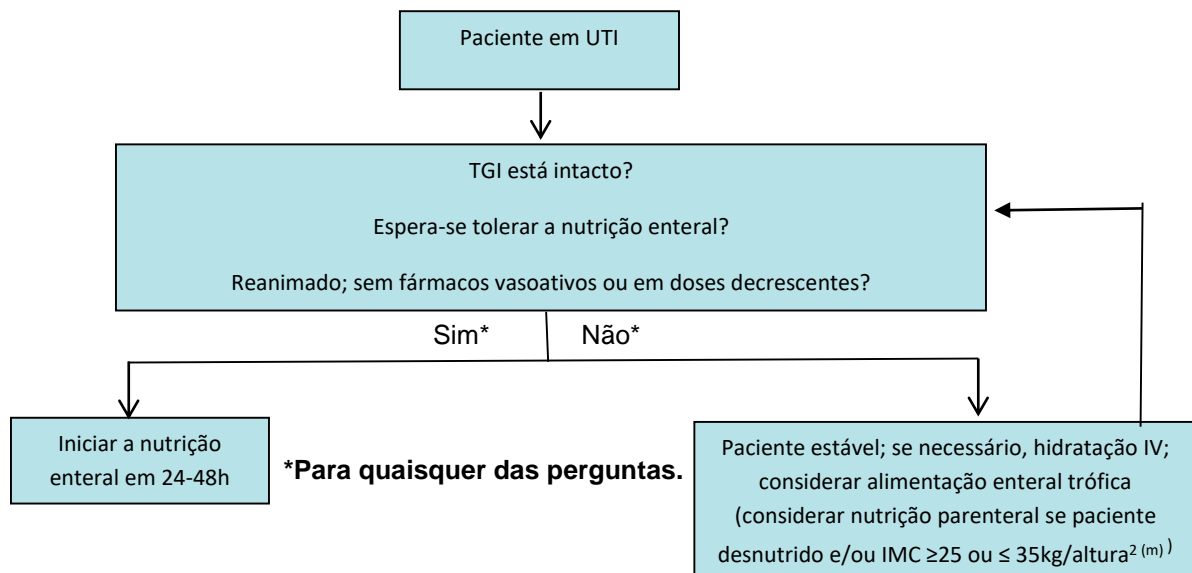 Paciente em UTI
TGI está intacto?
Espera-se tolerar a nutrição enteral?
Reanimado; sem fármacos vasoativos ou em doses decrescentes?
Sim*
Não*
Iniciar a nutrição
enteral em 24-48h
*Para quaisquer das perguntas.
Paciente estável; se necessário, hidratação IV;
considerar alimentação enteral trófica
(considerar nutrição parenteral se paciente
desnutrido e/ou IMC ≥25 ou ≤ 35kg/altura² ⁽ᵐ⁾ ⁾